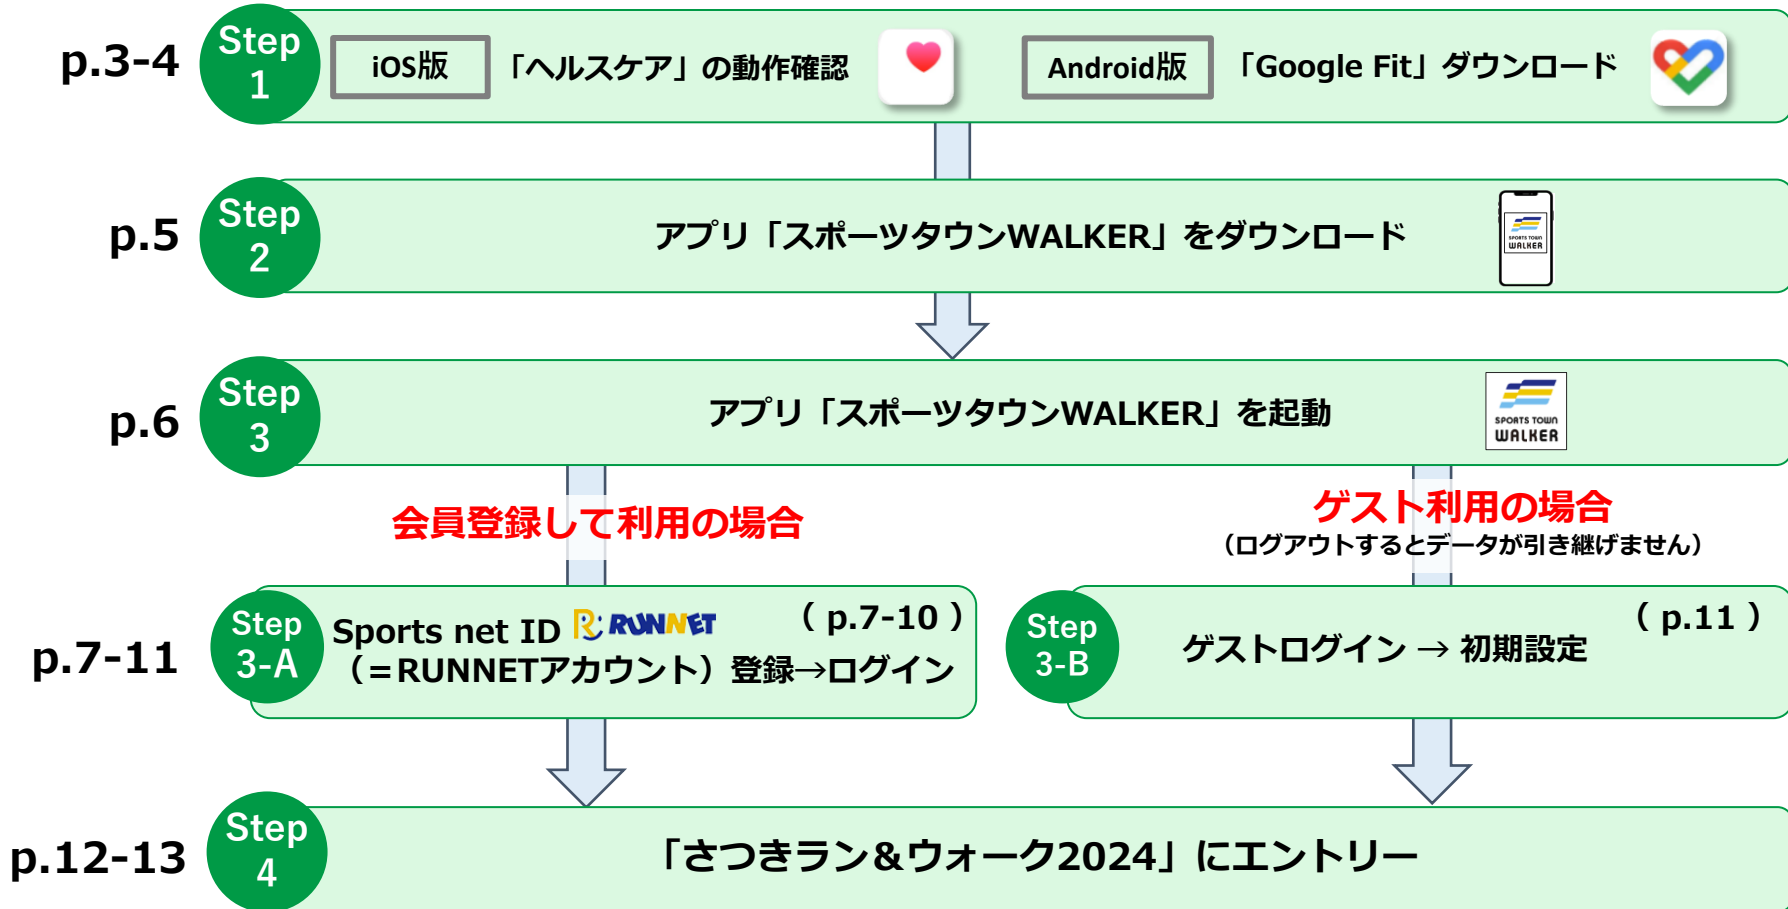 p.3-4
Step
1
iOS版
「ヘルスケア」の動作確認
Android版
「Google Fit」ダウンロード
p.5
Step
2
アプリ「スポーツタウンWALKER」をダウンロード
SPORTS TOWN
WALKER
p.6
Step
3
アプリ「スポーツタウンWALKER」を起動
SPORTS TOWN
WALKER
会員登録して利用の場合
ゲスト利用の場合
（ログアウトするとデータが引き継げません）
p.7-11
Step
3-A
Sports net ID R RUNNET （ p.7-10 ）
（＝RUNNETアカウント）登録→ログイン
Step
3-B
（ p.11 ）
ゲストログイン → 初期設定
p.12-13
Step
4
「さつきラン＆ウォーク2024」にエントリー